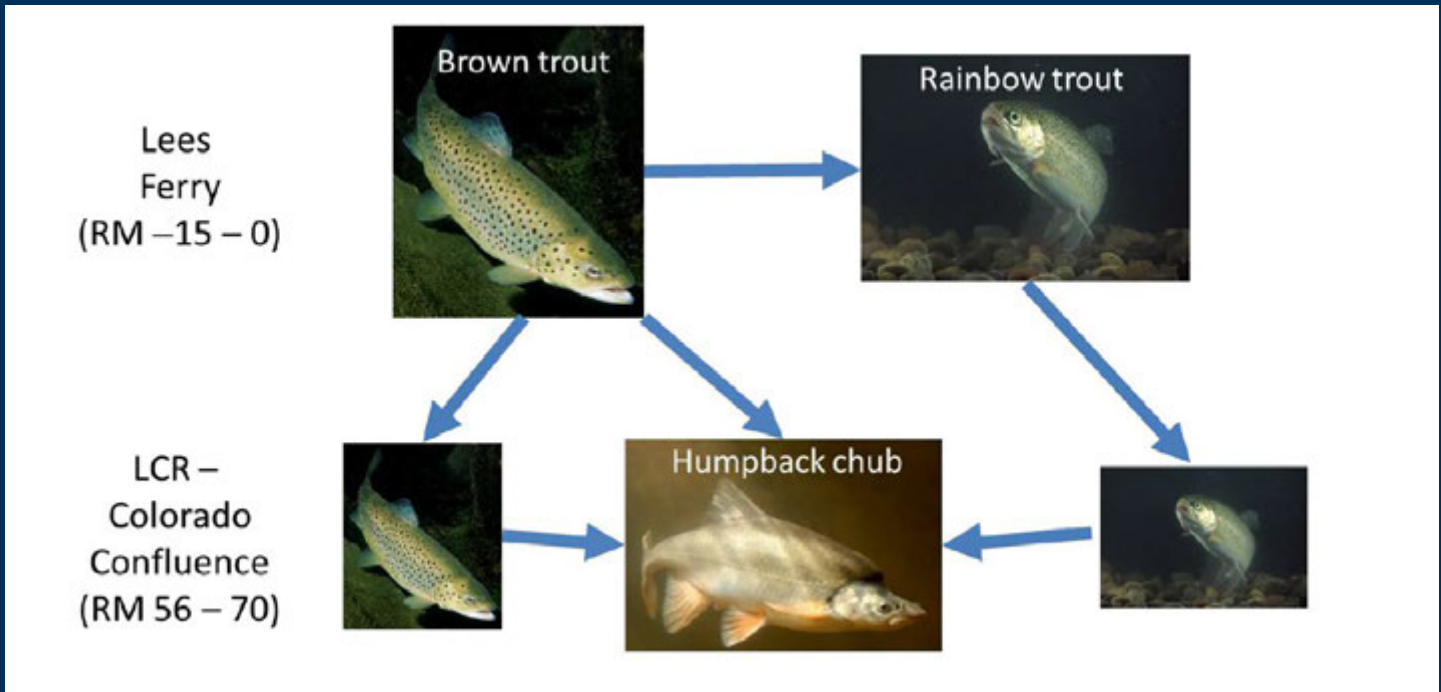 Brown trout
Rainbow trout
Lees
Ferry
(RM –15 – 0)
Humpback chub
LCR –
Colorado
Confluence
(RM 56 – 70)